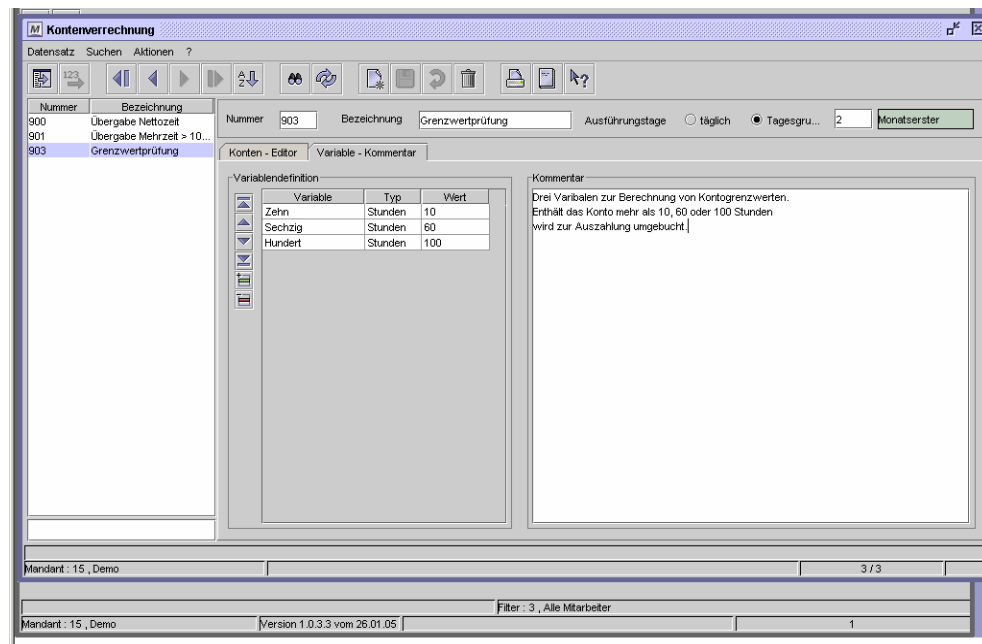 Kontenverrechnung
Datensatz Suchen Aktionen ?
Nummer Bezeichnung
900 Übergabe Nettozeit
901 Übergabe Mehrzeit > 10...
903 Grenzwertprüfung
Nummer 903 Bezeichnung Grenzwertprüfung Ausführungstage täglich Tagesgru... 2 Monatserster
Konten - Editor Variable - Kommentar
Variablendefinition
Variable Typ Wert
Zehn Stunden 10
Sechzig Stunden 60
Hundert Stunden 100
Kommentar
Drei Varibalen zur Berechnung von Kontogrenzwerten.
Enthält das Konto mehr als 10, 60 oder 100 Stunden
wird zur Auszahlung umgebucht.
Mandant : 15 , Demo 3 / 3
Filter : 3 , Alle Mitarbeiter
Mandant : 15 , Demo Version 1.0.3.3 vom 26.01.05 1